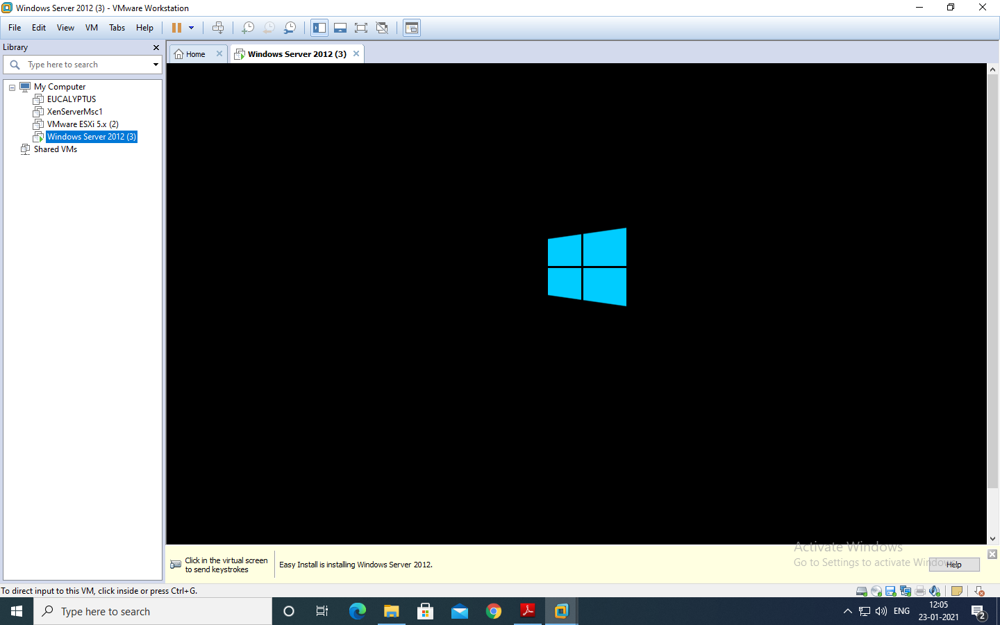 Windows Server 2012 (3) - VMware Workstation
File Edit View VM Tabs Help
Library
Home
Windows Server 2012 (3)
Type here to search
My Computer
EUCALYPTUS
XenServerMsc1
VMware ESXi 5.x (2)
Windows Server 2012 (3)
Shared VMs
Click in the virtual screen
to send keystrokes
Easy Install is installing Windows Server 2012.
Activate Windows
Go to Settings to activate Windows.
Help
To direct input to this VM, click inside or press Ctrl+G.
Type here to search
ENG
12:05
23-01-2021
2